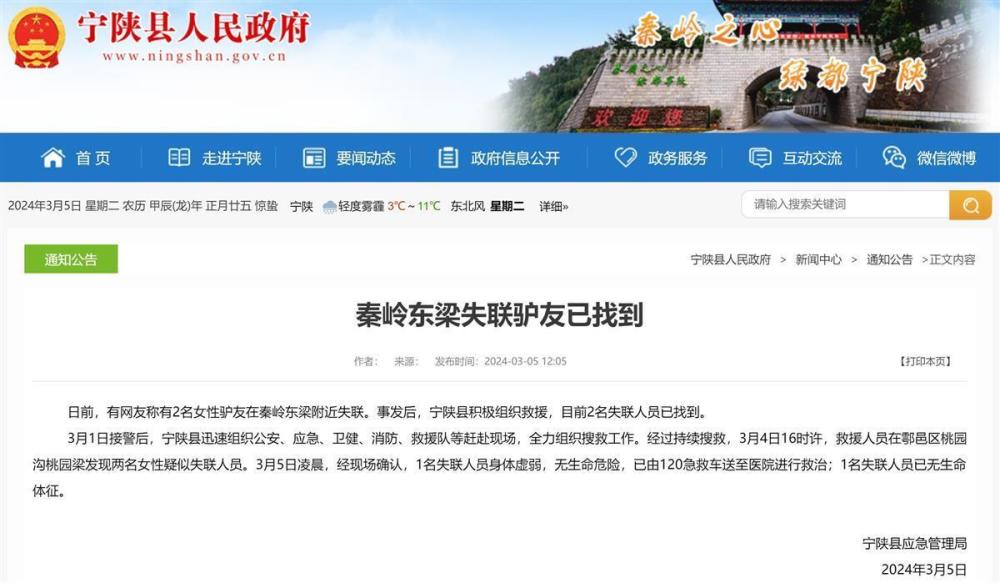 宁陕县人民政府
www.ningshan.gov.cn
秦岭之心
绿都宁陕
欢迎您
首页 走进宁陕 要闻动态 政府信息公开 政务服务 互动交流 微信微博
2024年3月5日 星期二 农历 甲辰(龙)年 正月廿五 惊蛰 宁陕 轻度雾霾 3℃~11℃ 东北风 星期二 详细» 请输入搜索关键词
通知公告 宁陕县人民政府 > 新闻中心 > 通知公告 >正文内容
秦岭东梁失联驴友已找到
作者: 来源: 发布时间:2024-03-05 12:05 【打印本页】
日前，有网友称有2名女性驴友在秦岭东梁附近失联。事发后，宁陕县积极组织救援，目前2名失联人员已找到。
3月1日接警后，宁陕县迅速组织公安、应急、卫健、消防、救援队等赶赴现场，全力组织搜救工作。经过持续搜救，3月4日16时许，救援人员在鄠邑区桃园
沟桃园梁发现两名女性疑似失联人员。3月5日凌晨，经现场确认，1名失联人员身体虚弱，无生命危险，已由120急救车送至医院进行救治；1名失联人员已无生命
体征。
宁陕县应急管理局
2024年3月5日